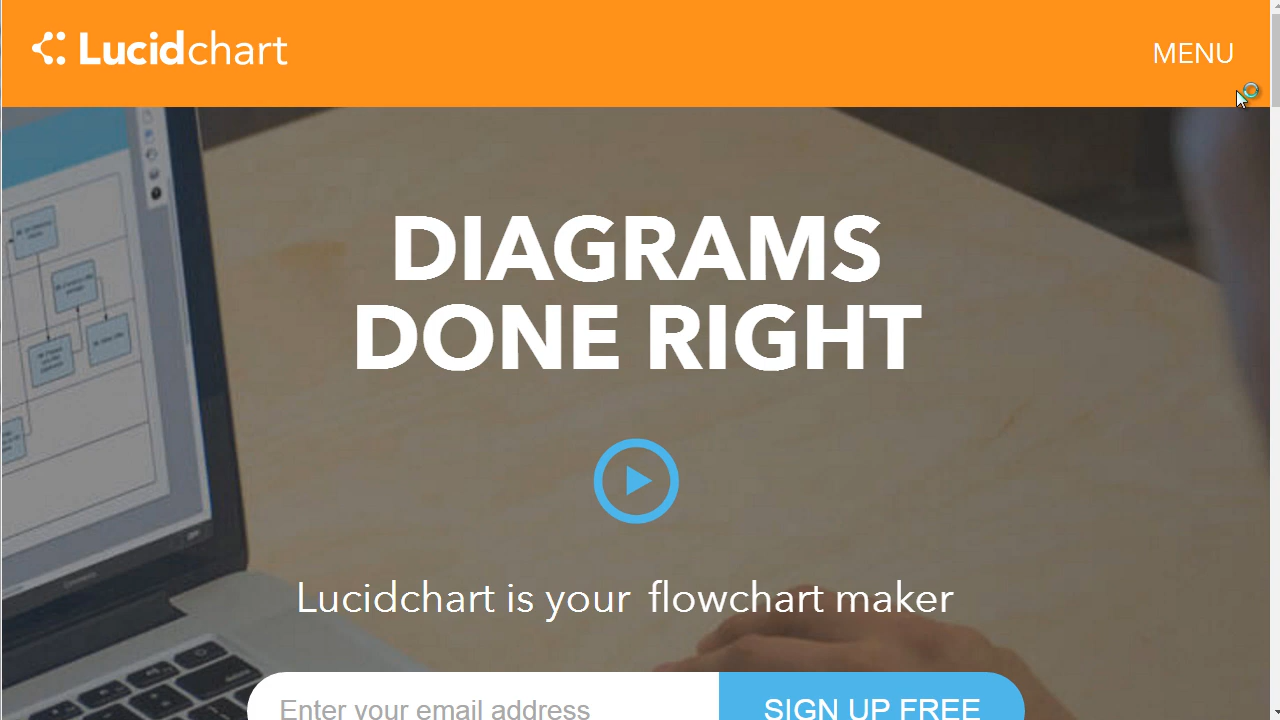 Lucidchart
MENU
DIAGRAMS
DONE RIGHT
Lucidchart is your flowchart maker
Enter your email address
SIGN UP FREE